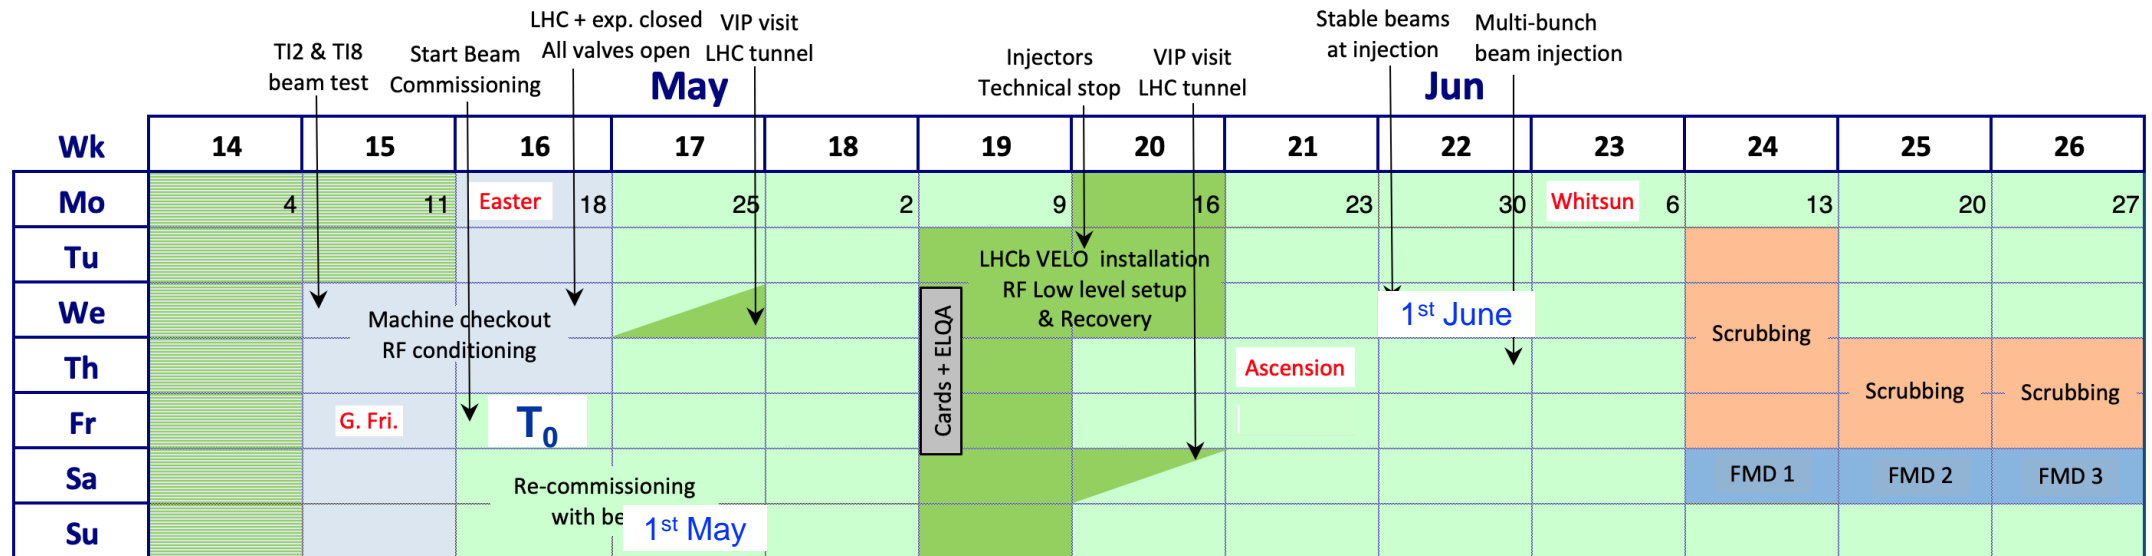 LHC + exp. closed
All valves open
VIP visit
LHC tunnel
Stable beams
at injection
Multi-bunch
beam injection
TI2 & TI8
beam test
Start Beam
Commissioning
Injectors
Technical stop
VIP visit
LHC tunnel
May
Jun
Wk 14 15 16 17 18 19 20 21 22 23 24 25 26
Mo 4 11 Easter 18 25 2 9 16 23 30 Whitsun 6 13 20 27
Tu
LHCb VELO installation
RF Low level setup
& Recovery
We
1st June
Machine checkout
RF conditioning
Scrubbing
Th
Ascension
Cards + ELQA
Scrubbing
Scrubbing
Fr
G. Fri.
T0
Sa
FMD 1
FMD 2
FMD 3
Re-commissioning
with be
Su
1st May